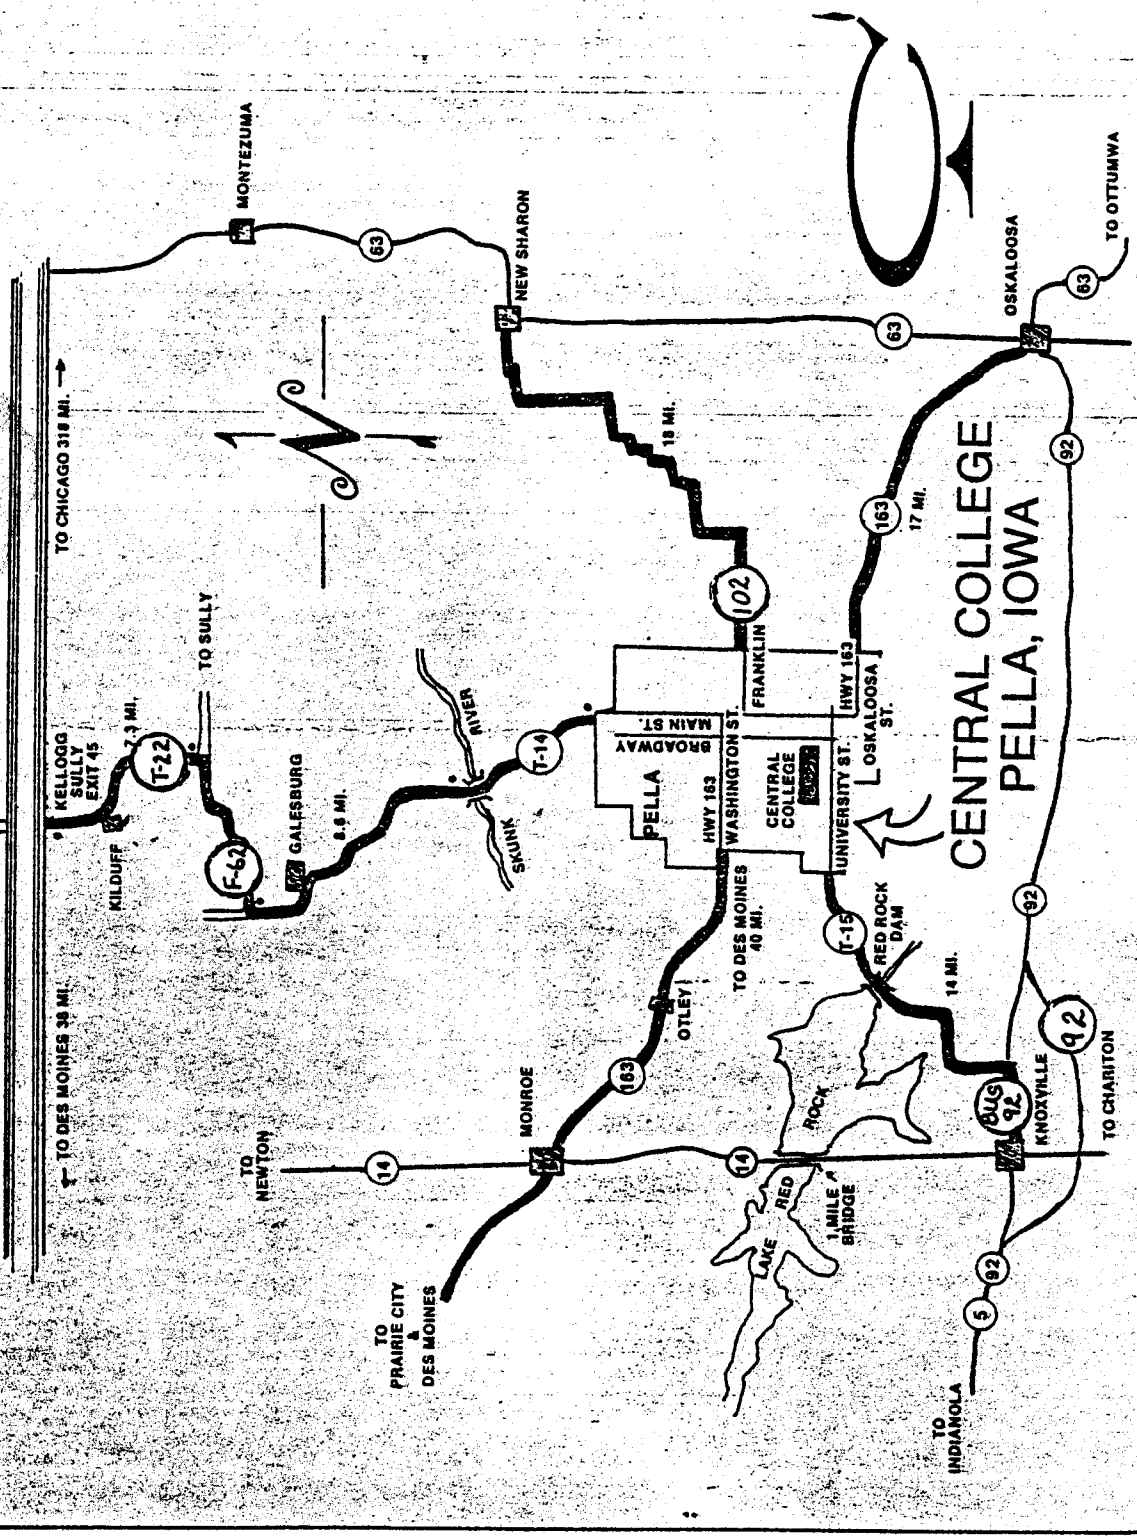 TO CHICAGO 318 MI. →
← TO DES MOINES 35 MI.
KELLOGG
SULLY
EXIT 45
7.3 MI.
T-22
KILDUFF
TO SULLY
F-62
GALESBURG
8.6 MI.
SKUNK
RIVER
T-14
MONTEZUMA
63
NEW SHARON
63
18 MI.
102
TO
NEWTON
14
MONROE
TO
PRAIRIE CITY
&
DES MOINES
163
OTLEY
TO DES MOINES
40 MI.
PELLA
BROADWAY
MAIN ST.
HWY 163
WASHINGTON ST.
FRANKLIN
CENTRAL
COLLEGE
UNIVERSITY ST.
HWY 163
OSKALOOSA
ST.
163
17 MI.
OSKALOOSA
63
TO OTTUMWA
92
14
LAKE
RED
ROCK
1 MILE
BRIDGE
T-15
RED ROCK
DAM
14 MI.
CENTRAL COLLEGE
PELLA, IOWA
92
92
BUS
92
KNOXVILLE
TO CHARITON
92
5
TO
INDIANOLA